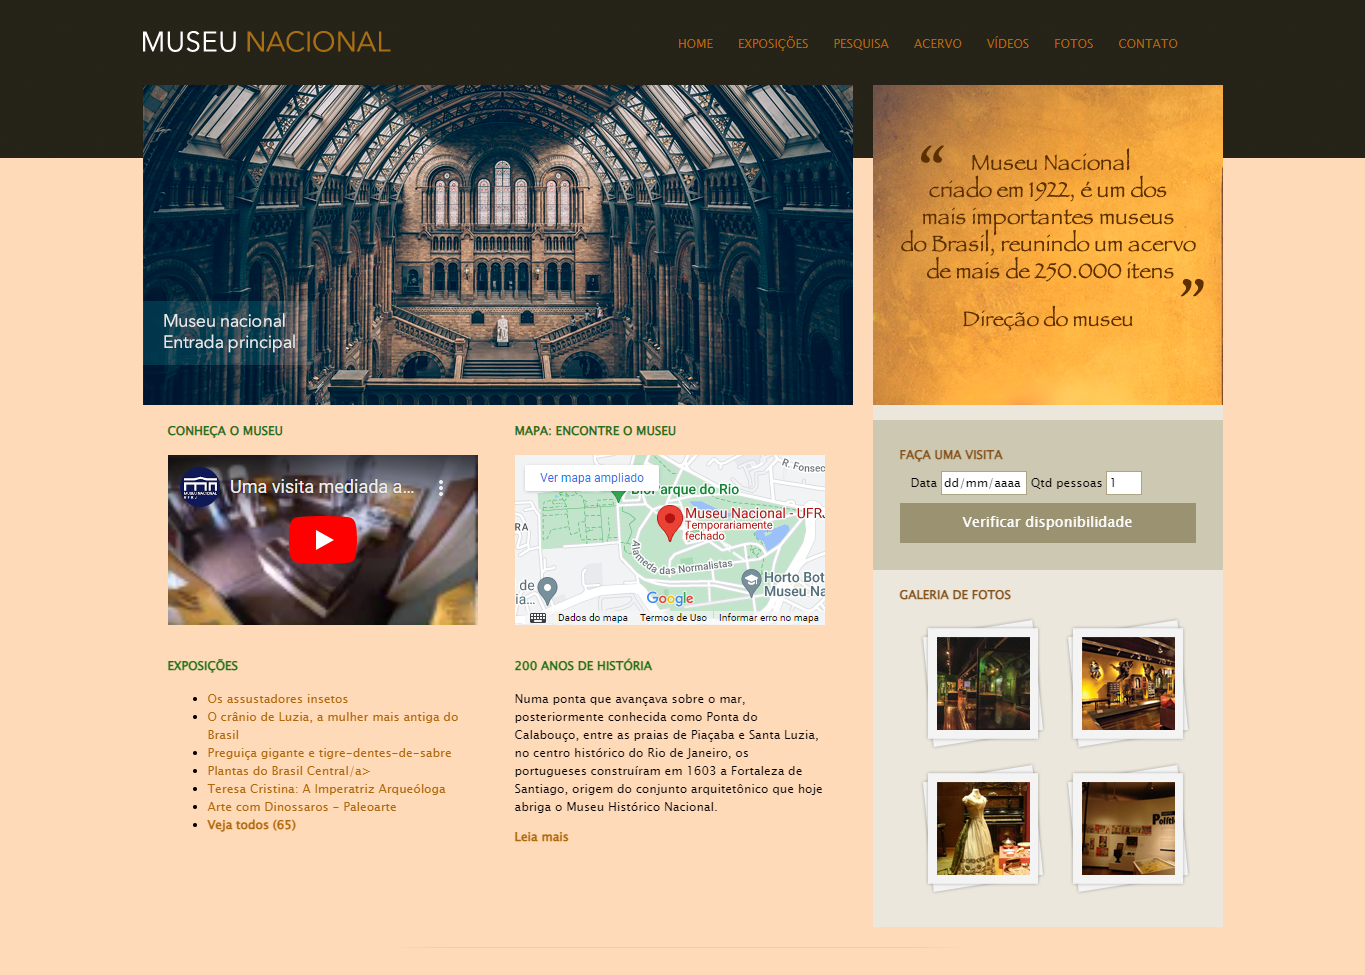 MUSEU NACIONAL
HOME EXPOSIÇÕES PESQUISA ACERVO VÍDEOS FOTOS CONTATO
Museu nacional
Entrada principal
“ Museu Nacional
criado em 1922, é um dos
mais importantes museus
do Brasil, reunindo um acervo
de mais de 250.000 itens ”
Direção do museu
CONHEÇA O MUSEU
MUSEU NACIONAL
UFRJ
Uma visita mediada a...
MAPA: ENCONTRE O MUSEU
Ver mapa ampliado
R. Fonsec
BioParque do Rio
RA
Museu Nacional - UFRJ
Temporariamente
fechado
Alameda das Normalistas
de
ia...
Horto Bot
Museu Na
Google
Dados do mapa Termos de Uso Informar erro no mapa
FAÇA UMA VISITA
Data dd/mm/aaaa Qtd pessoas 1
Verificar disponibilidade
GALERIA DE FOTOS
Polític
EXPOSIÇÕES
Os assustadores insetos
O crânio de Luzia, a mulher mais antiga do
Brasil
Preguiça gigante e tigre-dentes-de-sabre
Plantas do Brasil Central/a>
Teresa Cristina: A Imperatriz Arqueóloga
Arte com Dinossaros - Paleoarte
Veja todos (65)
200 ANOS DE HISTÓRIA
Numa ponta que avançava sobre o mar,
posteriormente conhecida como Ponta do
Calabouço, entre as praias de Piaçaba e Santa Luzia,
no centro histórico do Rio de Janeiro, os
portugueses construíram em 1603 a Fortaleza de
Santiago, origem do conjunto arquitetônico que hoje
abriga o Museu Histórico Nacional.
Leia mais